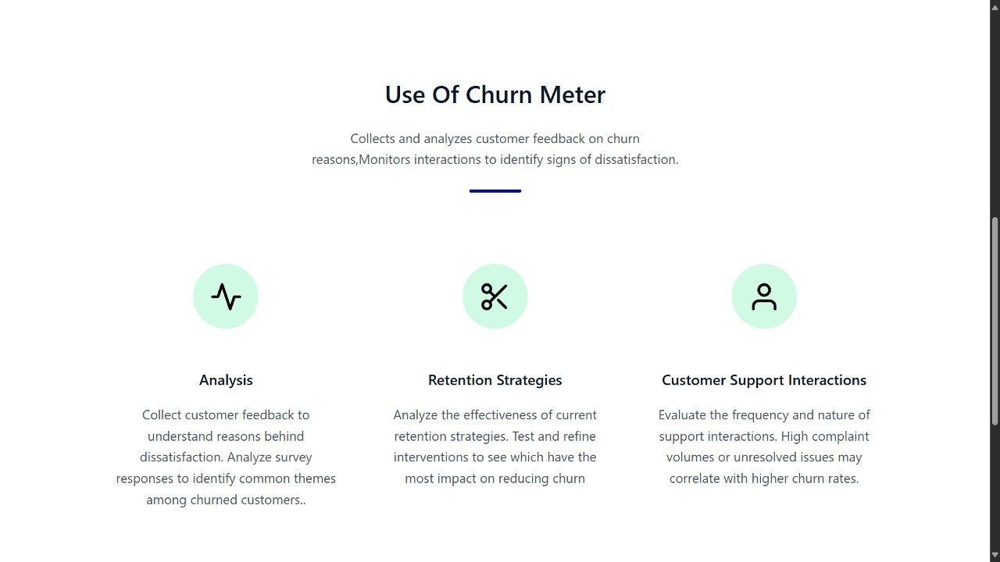 Use Of Churn Meter
Collects and analyzes customer feedback on churn
reasons,Monitors interactions to identify signs of dissatisfaction.
Analysis
Collect customer feedback to
understand reasons behind
dissatisfaction. Analyze survey
responses to identify common themes
among churned customers..
Retention Strategies
Analyze the effectiveness of current
retention strategies. Test and refine
interventions to see which have the
most impact on reducing churn
Customer Support Interactions
Evaluate the frequency and nature of
support interactions. High complaint
volumes or unresolved issues may
correlate with higher churn rates.